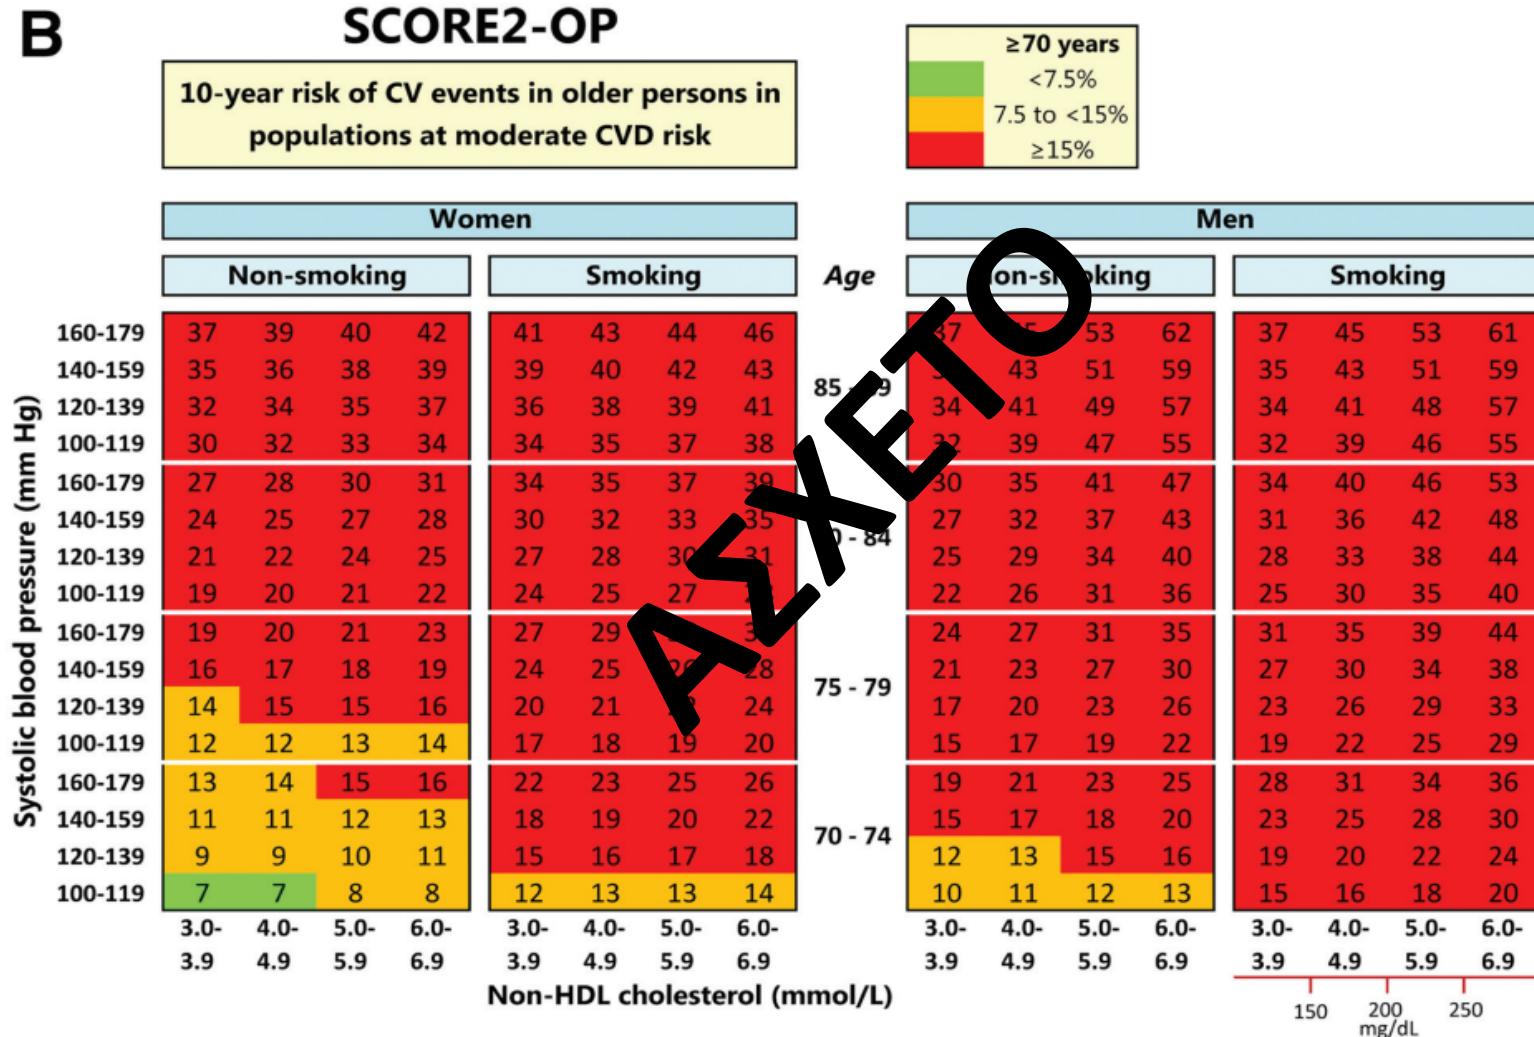 B
SCORE2-OP
10-year risk of CV events in older persons in
populations at moderate CVD risk
≥70 years
<7.5%
7.5 to <15%
≥15%
Women Men
Non-smoking Smoking Age Smoking
Systolic blood pressure (mm Hg)
160-179 37 39 40 42 41 43 44 46 53 62 37 45 53 61
140-159 35 36 38 39 39 40 42 43 43 51 59 35 43 51 59
120-139 32 34 35 37 36 38 39 41 34 41 49 57 34 41 48 57
100-119 30 32 33 34 34 35 37 38 39 47 55 32 39 46 55
160-179 27 28 30 31 34 35 37 39 30 35 41 47 34 40 46 53
140-159 24 25 27 28 30 32 33 35 27 32 37 43 31 36 42 48
120-139 21 22 24 25 27 28 30 31 25 29 34 40 28 33 38 44
100-119 19 20 21 22 24 25 27 22 26 31 36 25 30 35 40
160-179 19 20 21 23 27 29 24 27 31 35 31 35 39 44
140-159 16 17 18 19 24 25 28 21 23 27 30 27 30 34 38
75 - 79
120-139 14 15 15 16 20 21 24 17 20 23 26 23 26 29 33
100-119 12 12 13 14 17 18 19 20 15 17 19 22 19 22 25 29
160-179 13 14 15 16 22 23 25 26 19 21 23 25 28 31 34 36
140-159 11 11 12 13 18 19 20 22 15 17 18 20 23 25 28 30
70 - 74
120-139 9 9 10 11 15 16 17 18 12 13 15 16 19 20 22 24
100-119 7 7 8 8 12 13 13 14 10 11 12 13 15 16 18 20
3.0- 4.0- 5.0- 6.0- 3.0- 4.0- 5.0- 6.0- 3.0- 4.0- 5.0- 6.0- 3.0- 4.0- 5.0- 6.0-
3.9 4.9 5.9 6.9 3.9 4.9 5.9 6.9 3.9 4.9 5.9 6.9 3.9 4.9 5.9 6.9
Non-HDL cholesterol (mmol/L)
150 200 250
mg/dL
ΑΣΧΕΤΟ